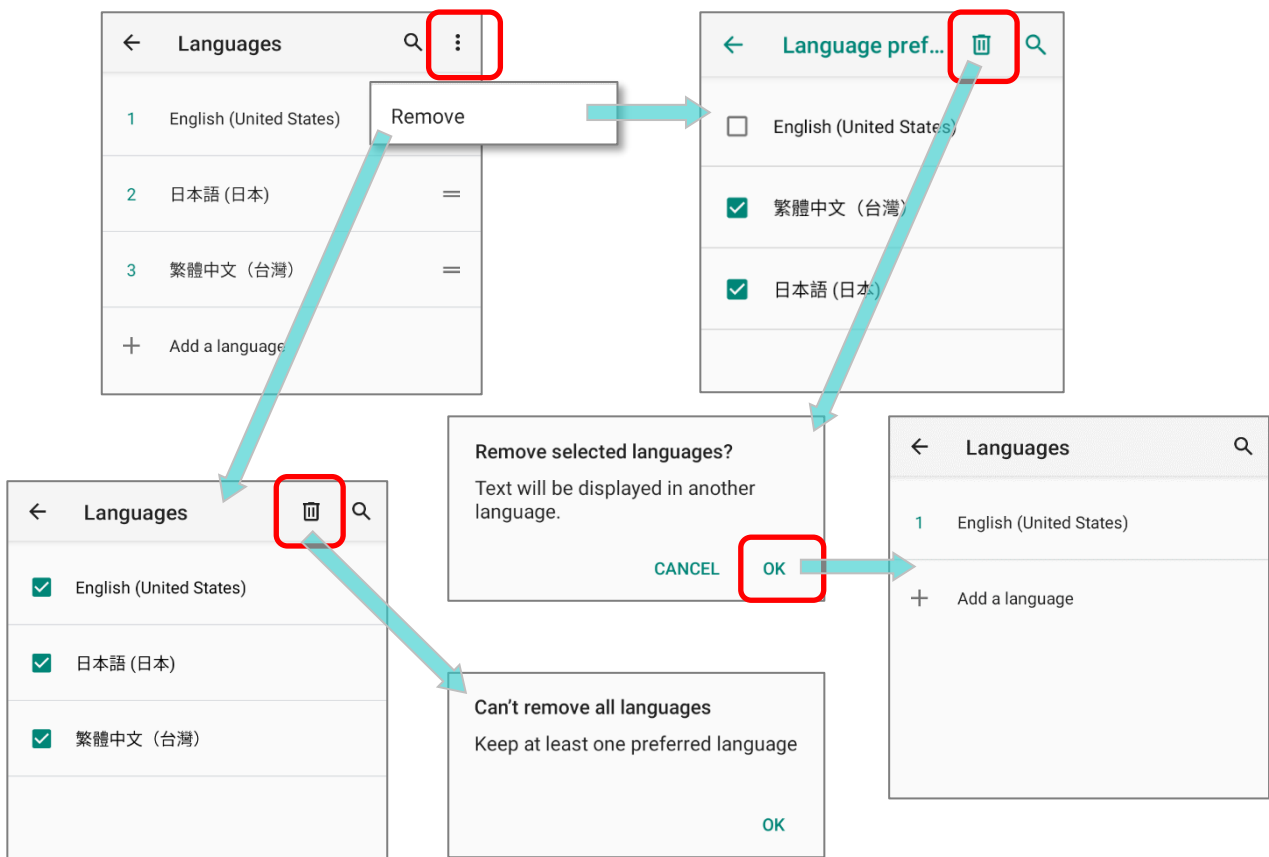 Languages
Remove
1 English (United States)
2 日本語 (日本)
3 繁體中文（台灣）
Add a language
Language pref...
English (United States)
繁體中文（台灣）
日本語 (日本)
Languages
English (United States)
日本語 (日本)
繁體中文（台灣）
Remove selected languages?
Text will be displayed in another
language.
CANCEL OK
Can't remove all languages
Keep at least one preferred language
OK
Languages
1 English (United States)
Add a language